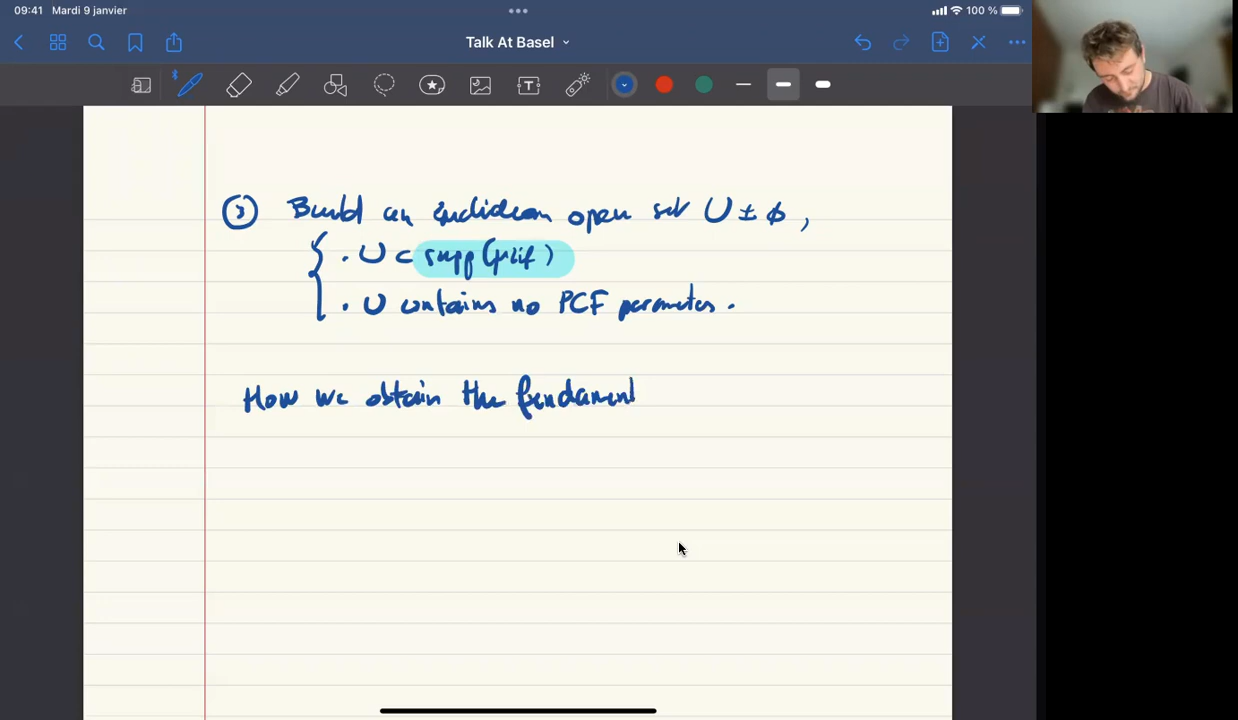 09:41 Mardi 9 janvier
100 %
Talk At Basel
③ Build an Euclidean open set U ≠ ∅ ,
. U ⊂ supp(μbif)
. U contains no PCF parameter .
How we obtain the fundament